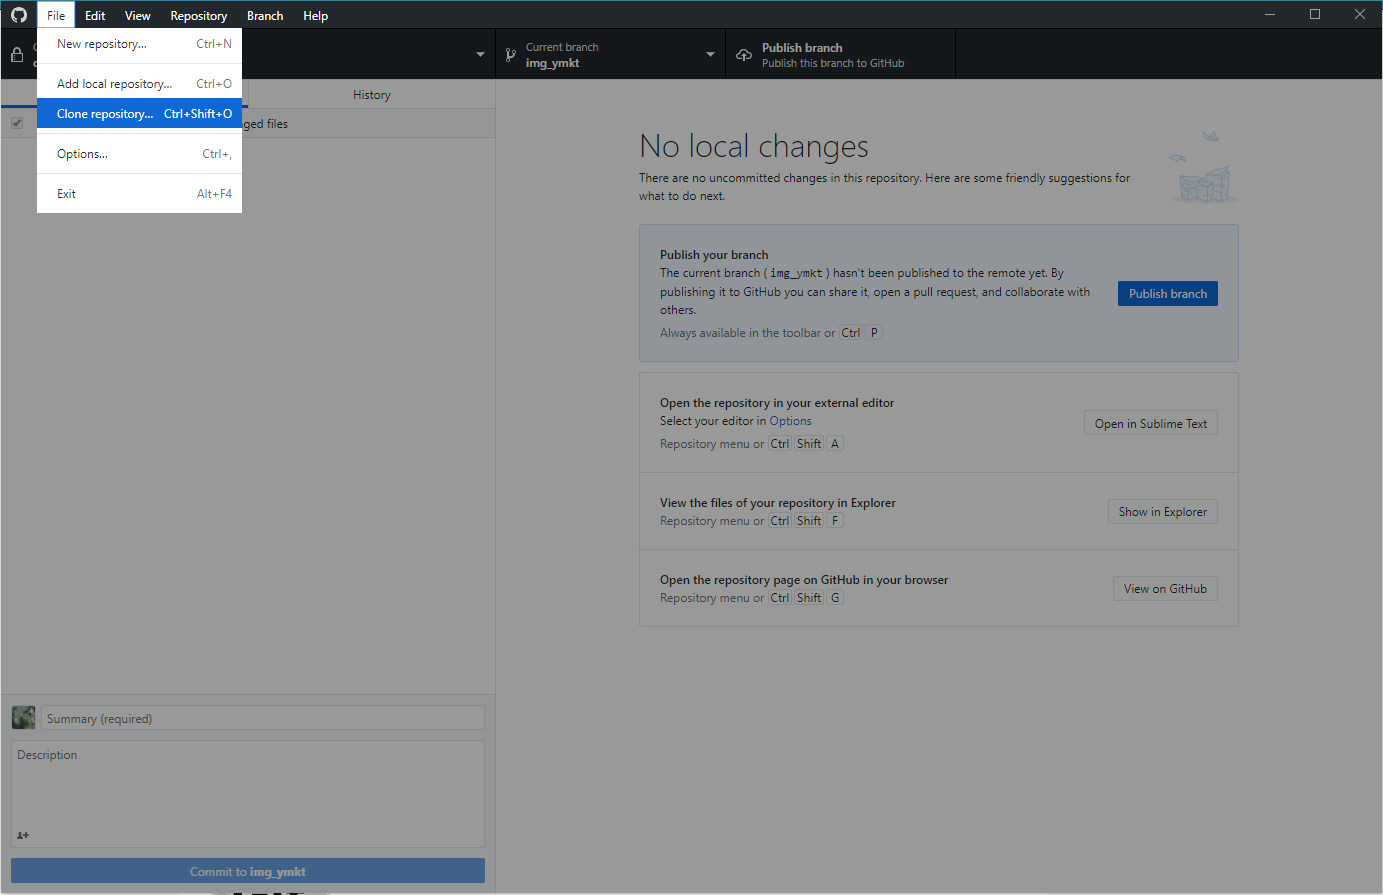 File Edit View Repository Branch Help
New repository... Ctrl+N
Add local repository... Ctrl+O
Clone repository... Ctrl+Shift+O
Options... Ctrl+,
Exit Alt+F4
Current branch
img_ymkt
Publish branch
Publish this branch to GitHub
History
files
No local changes
There are no uncommitted changes in this repository. Here are some friendly suggestions for
what to do next.
Publish your branch
The current branch ( img_ymkt ) hasn't been published to the remote yet. By
publishing it to GitHub you can share it, open a pull request, and collaborate with
others.
Always available in the toolbar or Ctrl P
Publish branch
Open the repository in your external editor
Select your editor in Options
Repository menu or Ctrl Shift A
Open in Sublime Text
View the files of your repository in Explorer
Repository menu or Ctrl Shift F
Show in Explorer
Open the repository page on GitHub in your browser
Repository menu or Ctrl Shift G
View on GitHub
Summary (required)
Description
Commit to img_ymkt